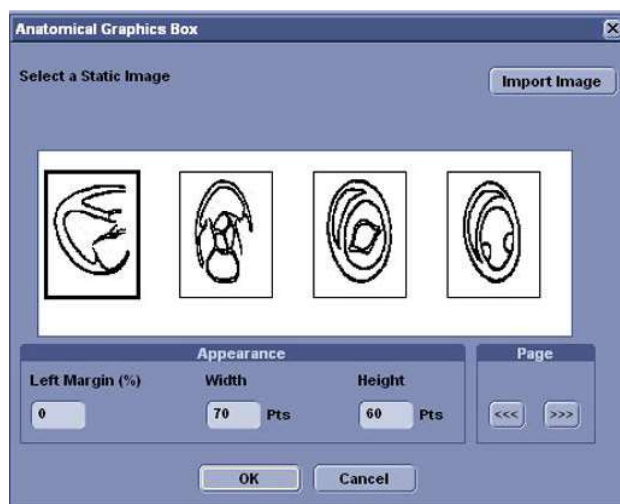 Anatomical Graphics Box
Select a Static Image
Import Image
Appearance
Page
Left Margin (%)
Width
Height
0
70 Pts
60 Pts
<<<
>>>
OK
Cancel